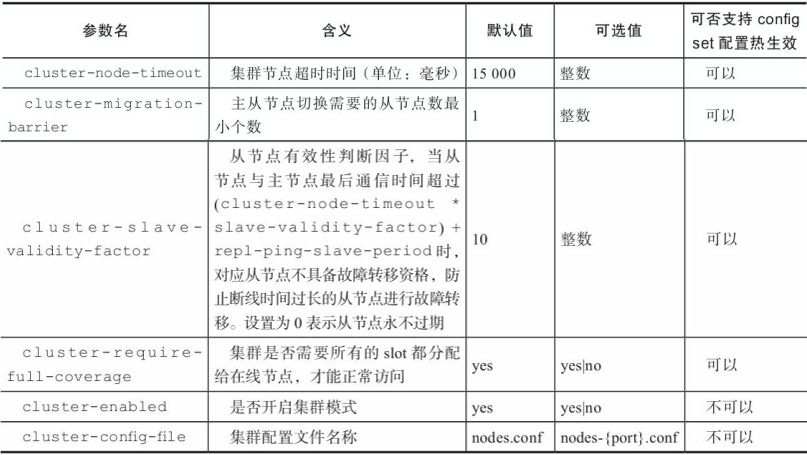 参数名 含义 默认值 可选值 可否支持 config set 配置热生效
cluster-node-timeout 集群节点超时时间（单位：毫秒） 15 000 整数 可以
cluster-migration-
barrier
主从节点切换需要的从节点数最
小个数
1 整数 可以
cluster-slave-
validity-factor
从节点有效性判断因子，当从
节点与主节点最后通信时间超过
(cluster-node-timeout *
slave-validity-factor) +
repl-ping-slave-period 时，
对应从节点不具备故障转移资格，防
止断线时间过长的从节点进行故障转
移。设置为 0 表示从节点永不过期
10 整数 可以
cluster-require-
full-coverage
集群是否需要所有的 slot 都分配
给在线节点，才能正常访问
yes yes|no 可以
cluster-enabled 是否开启集群模式 yes yes|no 不可以
cluster-config-file 集群配置文件名称 nodes.conf nodes-{port}.conf 不可以